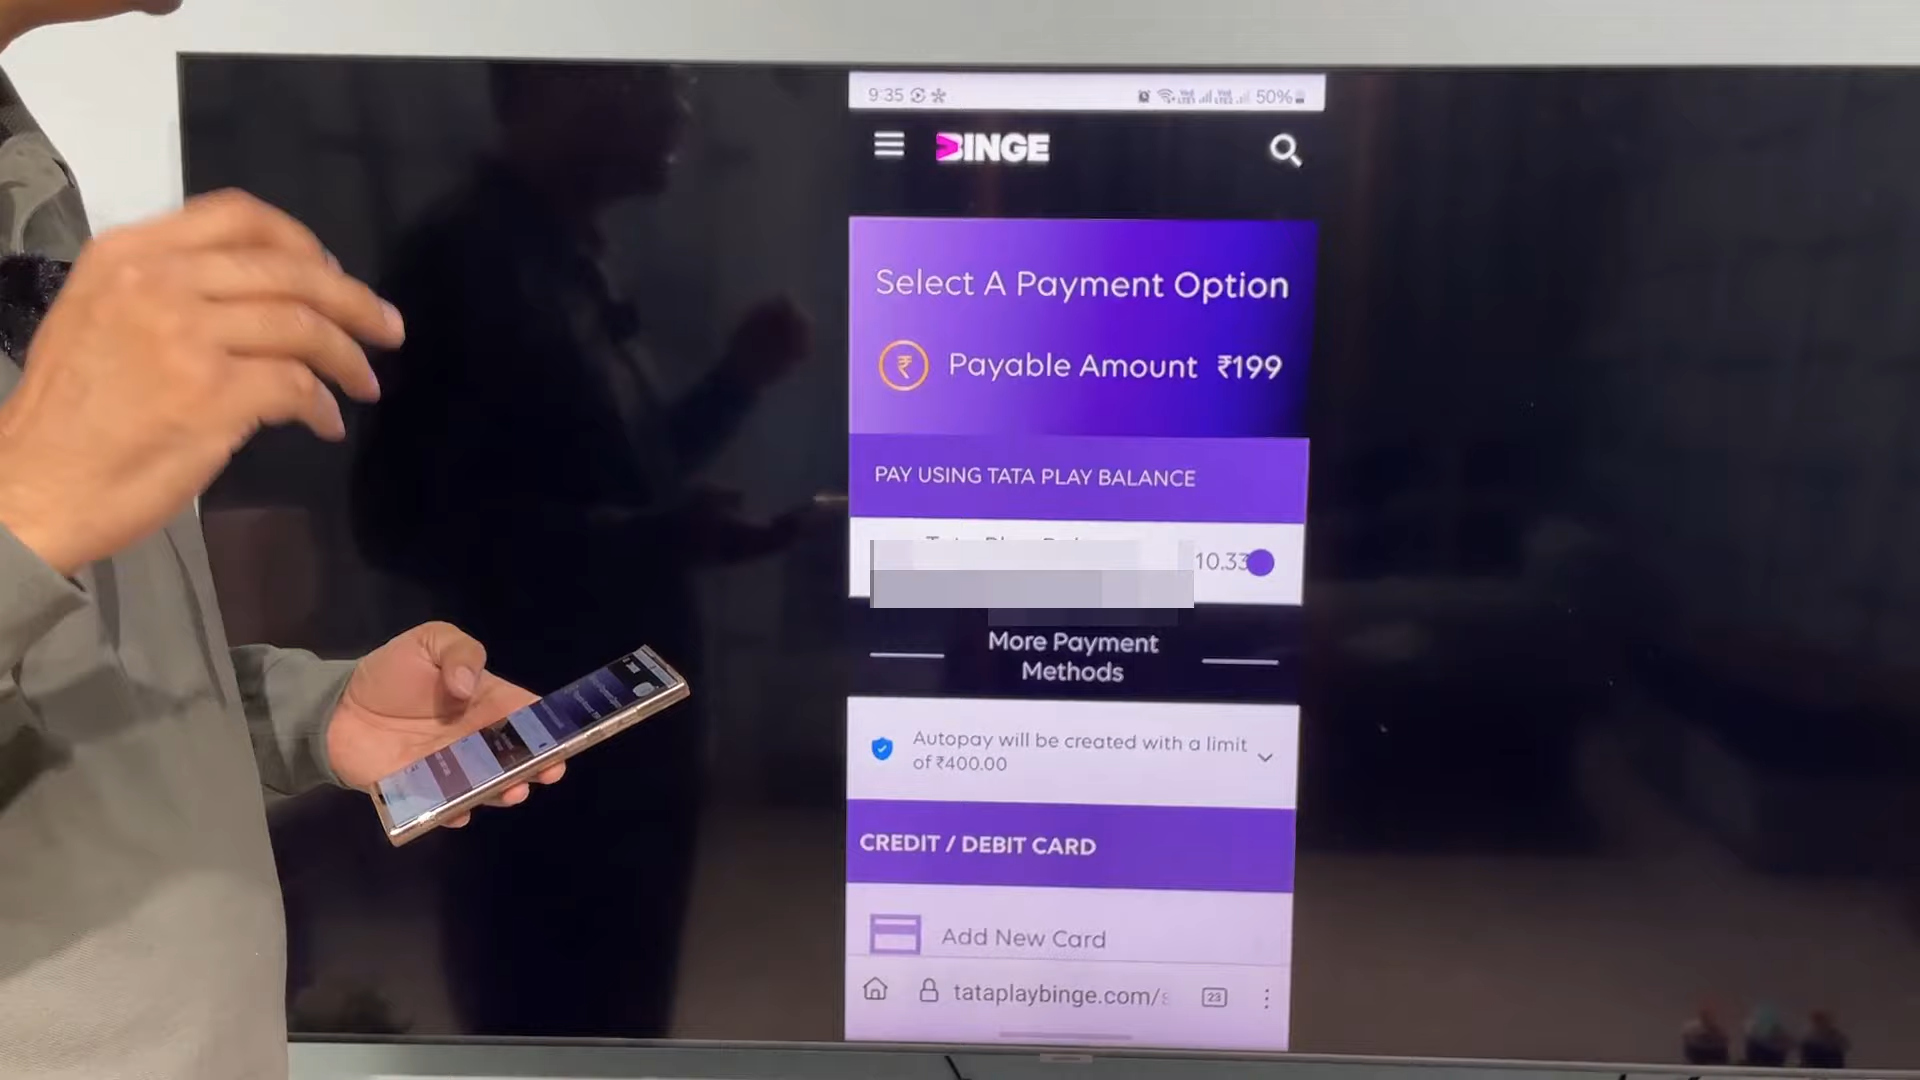 9:35
50%
BINGE
Select A Payment Option
₹ Payable Amount ₹199
PAY USING TATA PLAY BALANCE
10.33
More Payment
Methods
Autopay will be created with a limit
of ₹400.00
CREDIT / DEBIT CARD
Add New Card
tataplaybinge.com/s
23